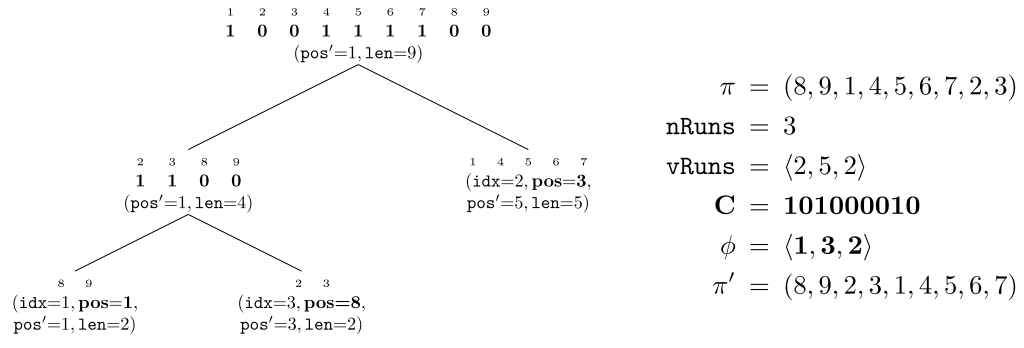 1 2 3 4 5 6 7 8 9
1 0 0 1 1 1 1 0 0
(pos′=1, len=9)
2 3 8 9
1 1 0 0
(pos′=1, len=4)
1 4 5 6 7
(idx=2, pos=3,
pos′=5, len=5)
8 9
(idx=1, pos=1,
pos′=1, len=2)
2 3
(idx=3, pos=8,
pos′=3, len=2)
π = (8, 9, 1, 4, 5, 6, 7, 2, 3)
nRuns = 3
vRuns = ⟨2, 5, 2⟩
C = 101000010
ϕ = ⟨1, 3, 2⟩
π′ = (8, 9, 2, 3, 1, 4, 5, 6, 7)